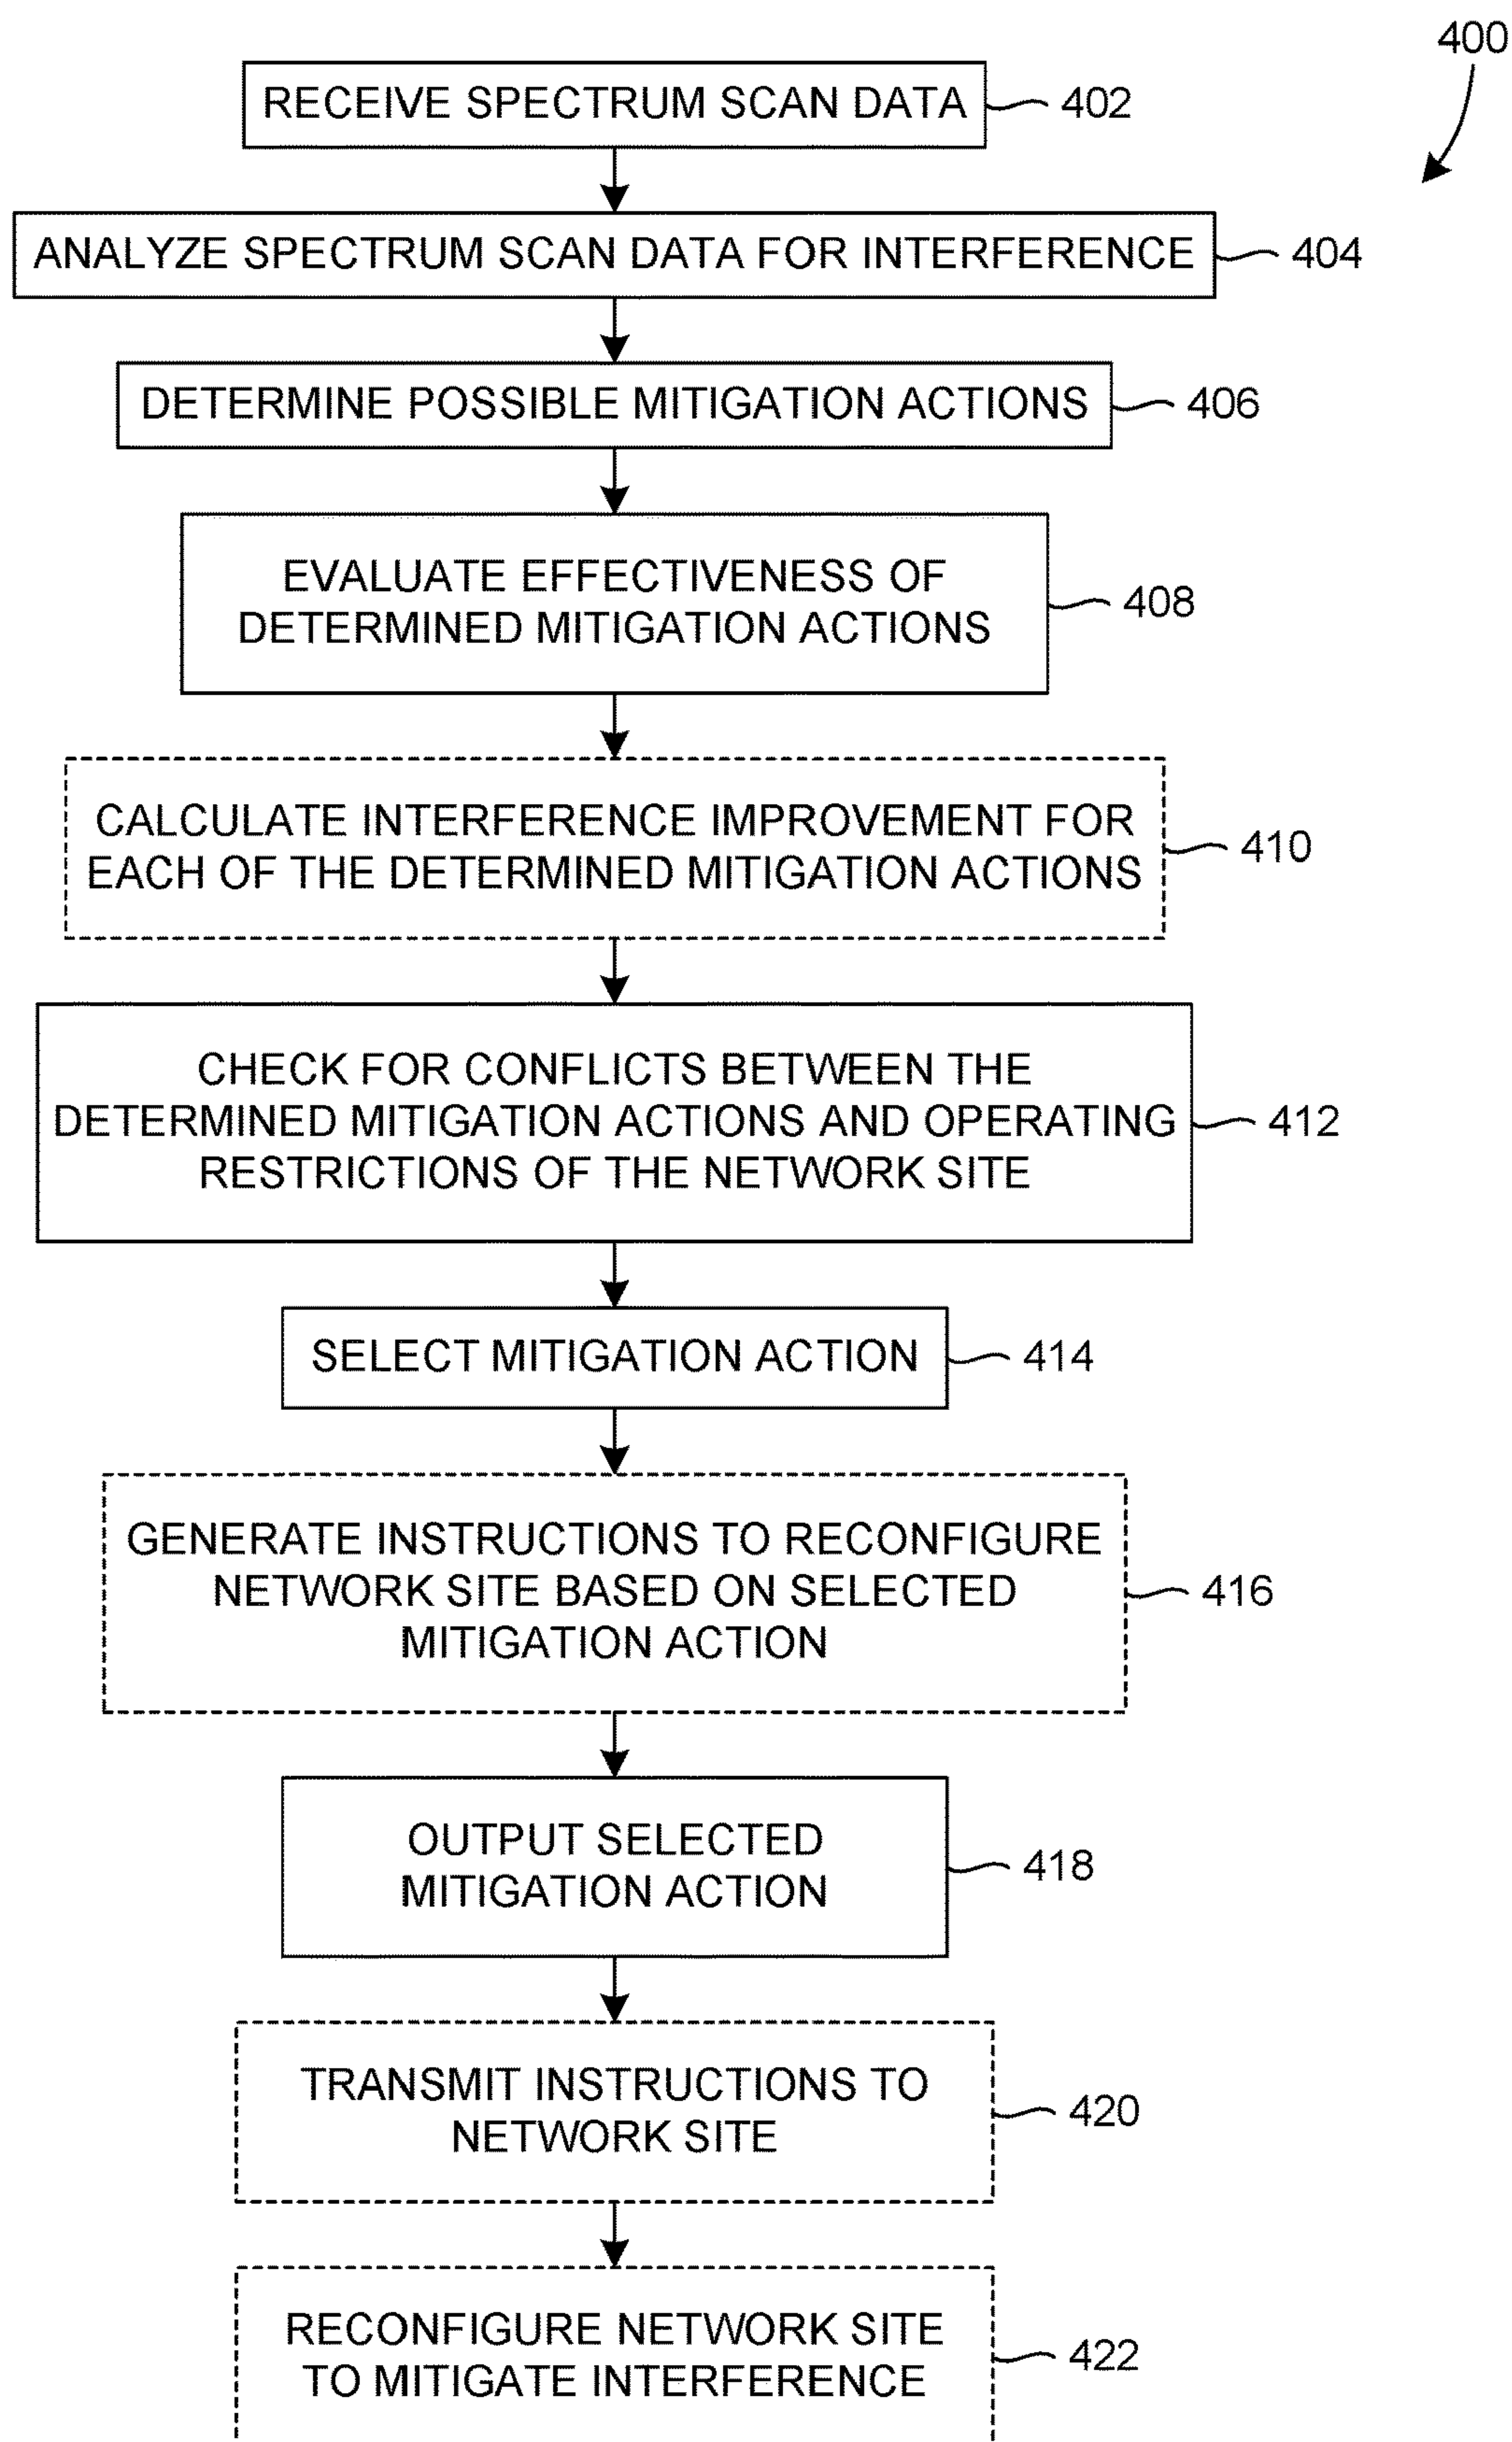 400
RECEIVE SPECTRUM SCAN DATA
402
ANALYZE SPECTRUM SCAN DATA FOR INTERFERENCE
404
DETERMINE POSSIBLE MITIGATION ACTIONS
406
EVALUATE EFFECTIVENESS OF
DETERMINED MITIGATION ACTIONS
408
CALCULATE INTERFERENCE IMPROVEMENT FOR
EACH OF THE DETERMINED MITIGATION ACTIONS
410
CHECK FOR CONFLICTS BETWEEN THE
DETERMINED MITIGATION ACTIONS AND OPERATING
RESTRICTIONS OF THE NETWORK SITE
412
SELECT MITIGATION ACTION
414
GENERATE INSTRUCTIONS TO RECONFIGURE
NETWORK SITE BASED ON SELECTED
MITIGATION ACTION
416
OUTPUT SELECTED
MITIGATION ACTION
418
TRANSMIT INSTRUCTIONS TO
NETWORK SITE
420
RECONFIGURE NETWORK SITE
TO MITIGATE INTERFERENCE
422